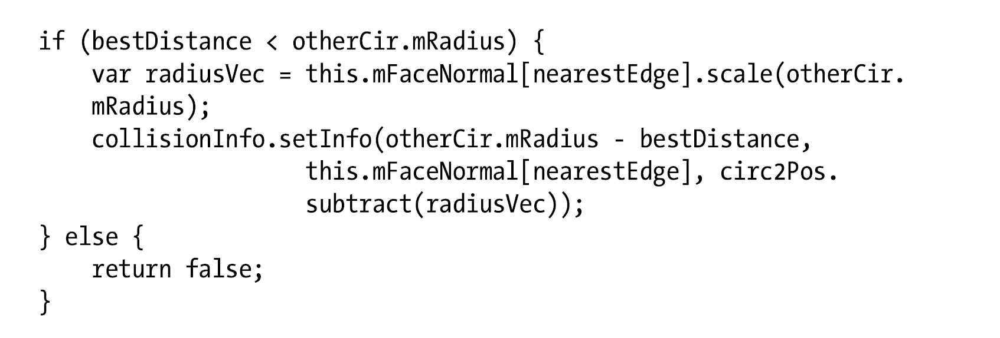 if (bestDistance < otherCir.mRadius) {
    var radiusVec = this.mFaceNormal[nearestEdge].scale(otherCir.
    mRadius);
    collisionInfo.setInfo(otherCir.mRadius - bestDistance,
                    this.mFaceNormal[nearestEdge], circ2Pos.
                    subtract(radiusVec));
} else {
    return false;
}